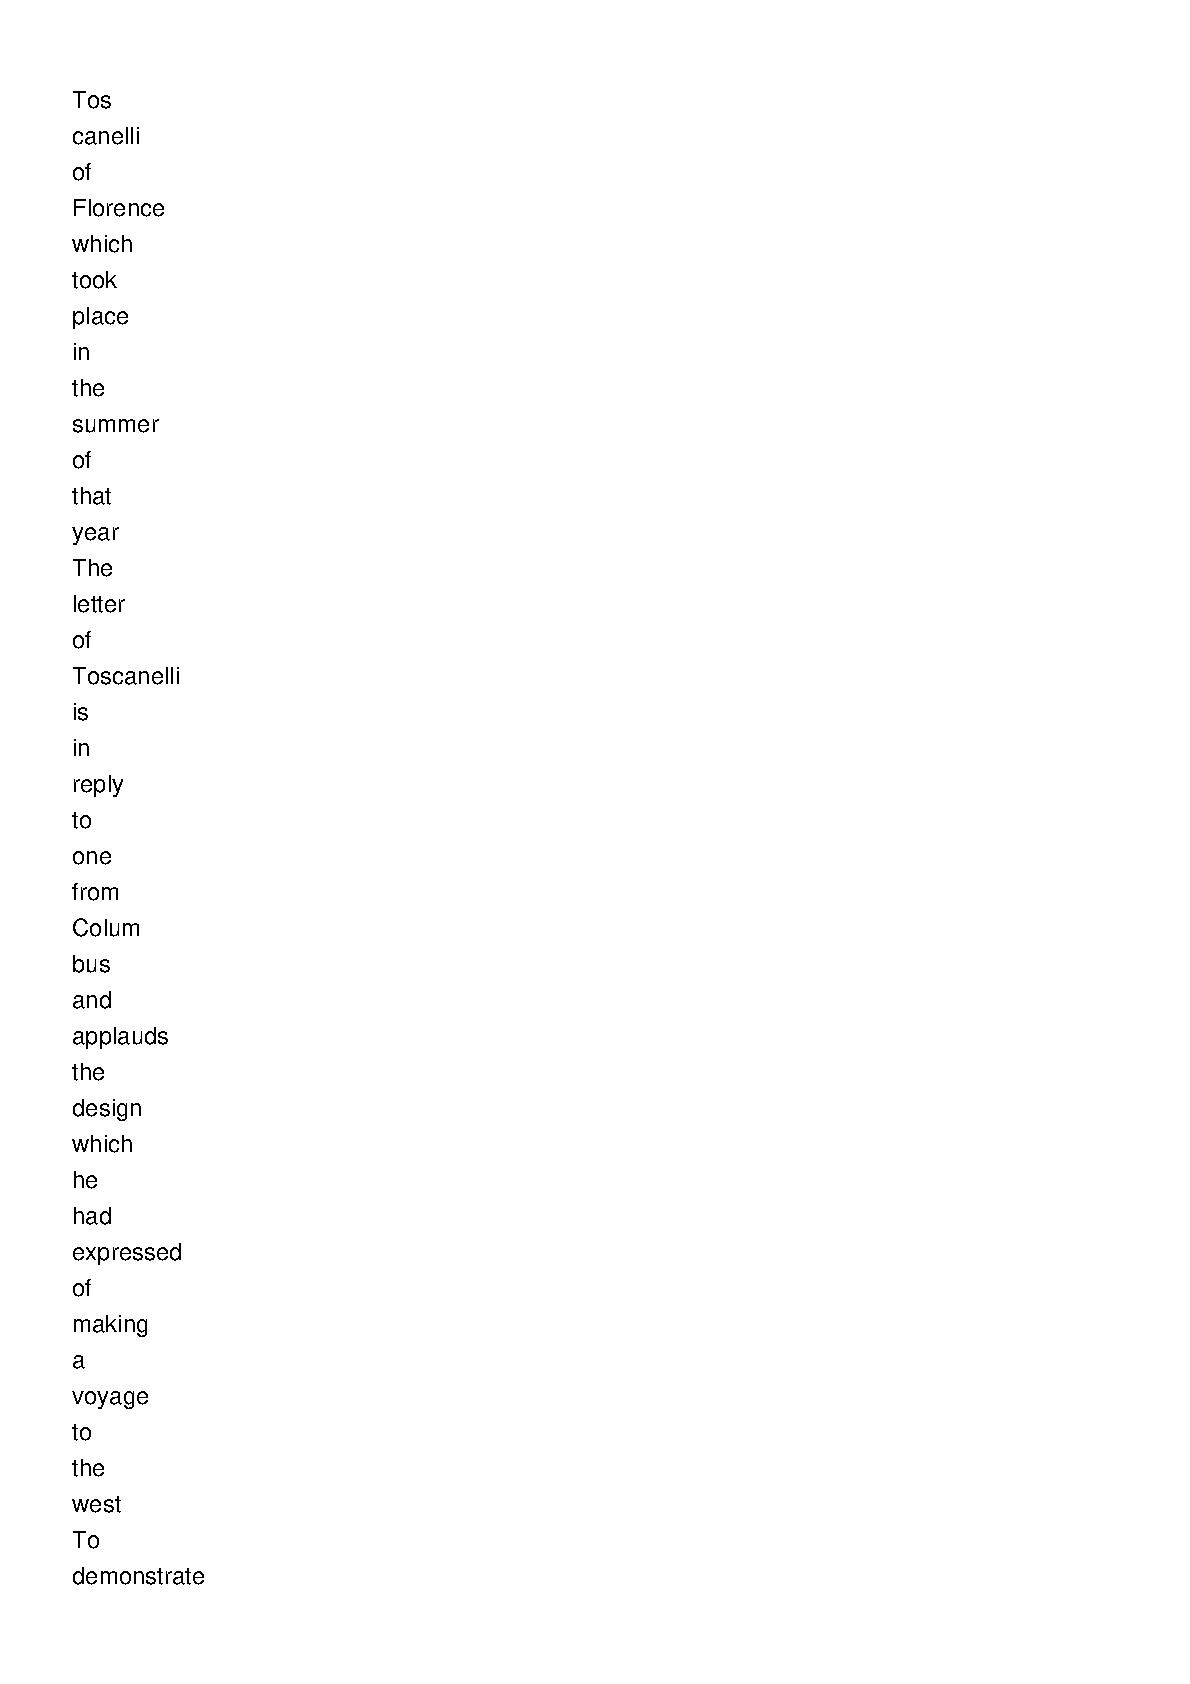 Tos
canelli
of
Florence
which
took
place
in
the
summer
of
that
year
The
letter
of
Toscanelli
is
in
reply
to
one
from
Colum
bus
and
applauds
the
design
which
he
had
expressed
of
making
a
voyage
to
the
west
To
demonstrate